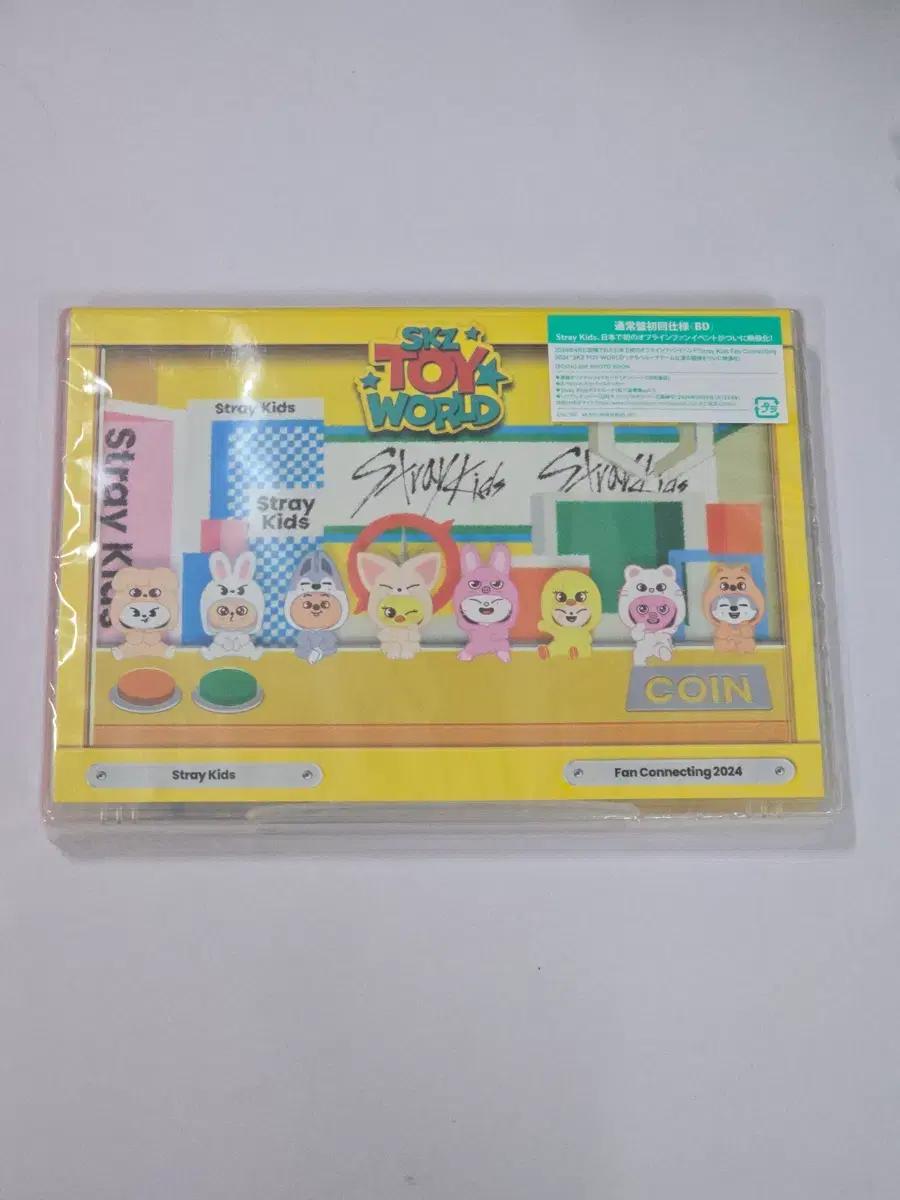 SKZ
TOY
WORLD
通常盤初回仕様(BD)
Stray Kids、日本で初のオフラインファンイベントがついに映像化!
Stray Kids
Stray Kids
Stray
Kids
Stray Kids
Stray Kids
COIN
Stray Kids
Fan Connecting 2024